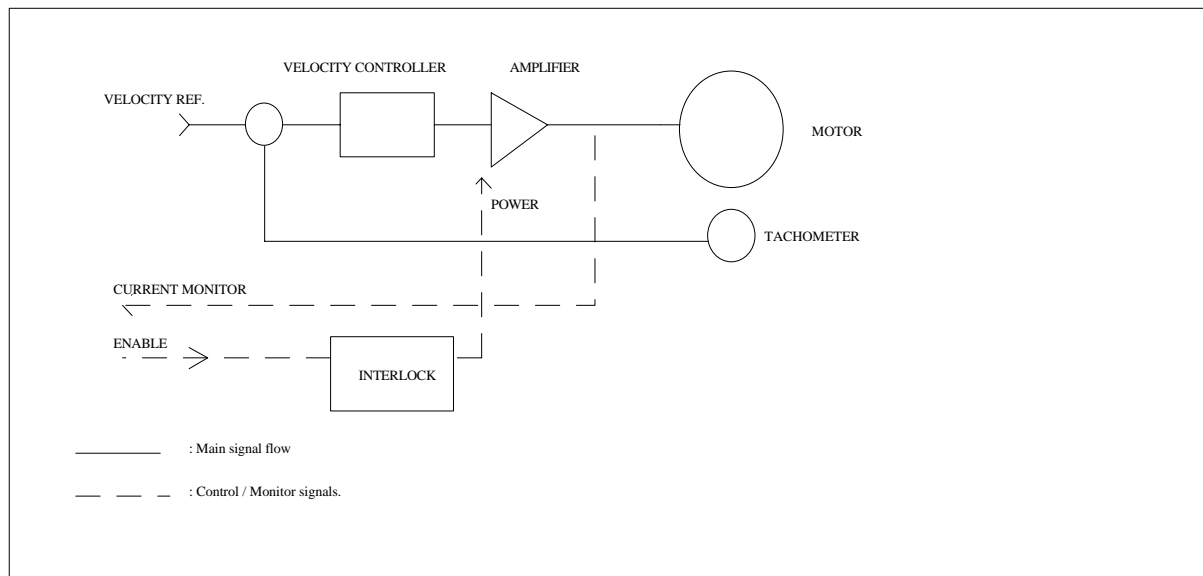 VELOCITY CONTROLLER
AMPLIFIER
VELOCITY REF.
MOTOR
POWER
TACHOMETER
CURRENT MONITOR
ENABLE
INTERLOCK
: Main signal flow
: Control / Monitor signals.